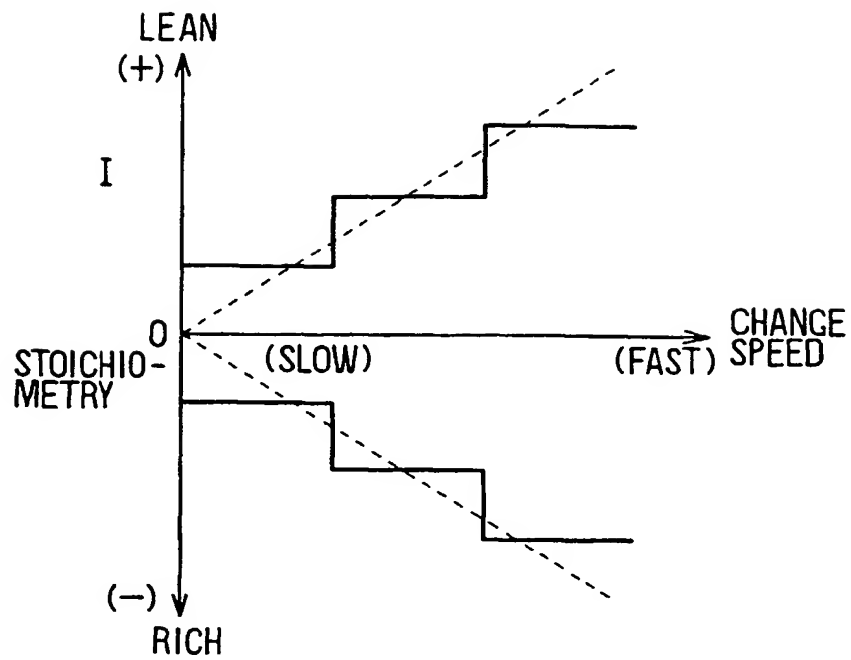 LEAN
(+)
I
0
STOICHIO-
METRY
(SLOW)
(FAST)
CHANGE
SPEED
(−)
RICH